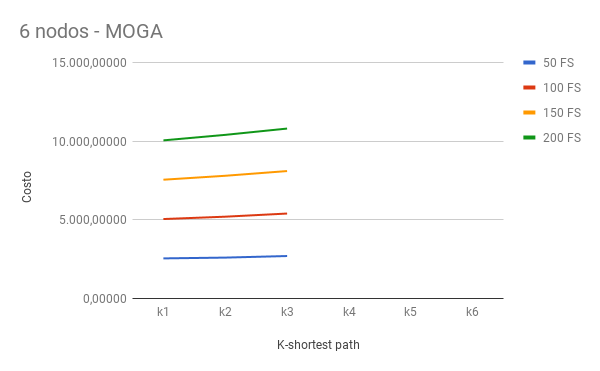 6 nodos - MOGA
15.000,00000
10.000,00000
5.000,00000
0,00000
Costo
k1 k2 k3 k4 k5 k6
K-shortest path
50 FS
100 FS
150 FS
200 FS